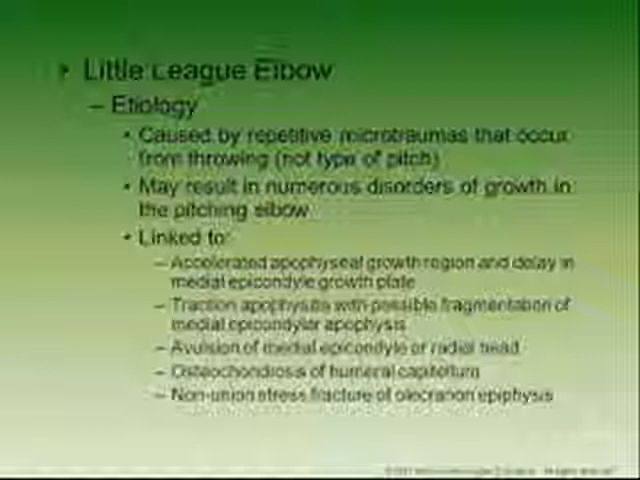 • Little League Elbow
– Etiology
• Caused by repetitive microtraumas that occur
from throwing (not type of pitch)
• May result in numerous disorders of growth in
the pitching elbow
• Linked to:
– Accelerated apophyseal growth region and delay in
medial epicondyle growth plate
– Traction apophysitis with possible fragmentation of
medial epicondylar apophysis
– Avulsion of medial epicondyle or radial head
– Osteochondrosis of humeral capitellum
– Non-union stress fracture of olecranon epiphysis